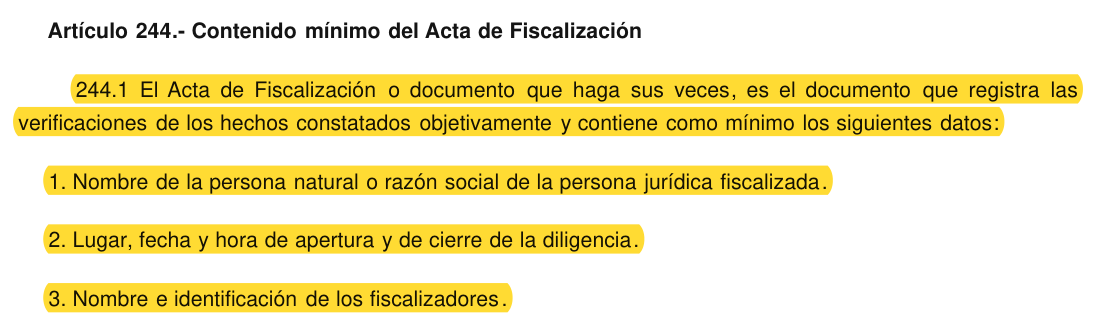 Artículo 244.- Contenido mínimo del Acta de Fiscalización
244.1 El Acta de Fiscalización o documento que haga sus veces, es el documento que registra las
verificaciones de los hechos constatados objetivamente y contiene como mínimo los siguientes datos:
1. Nombre de la persona natural o razón social de la persona jurídica fiscalizada.
2. Lugar, fecha y hora de apertura y de cierre de la diligencia.
3. Nombre e identificación de los fiscalizadores.